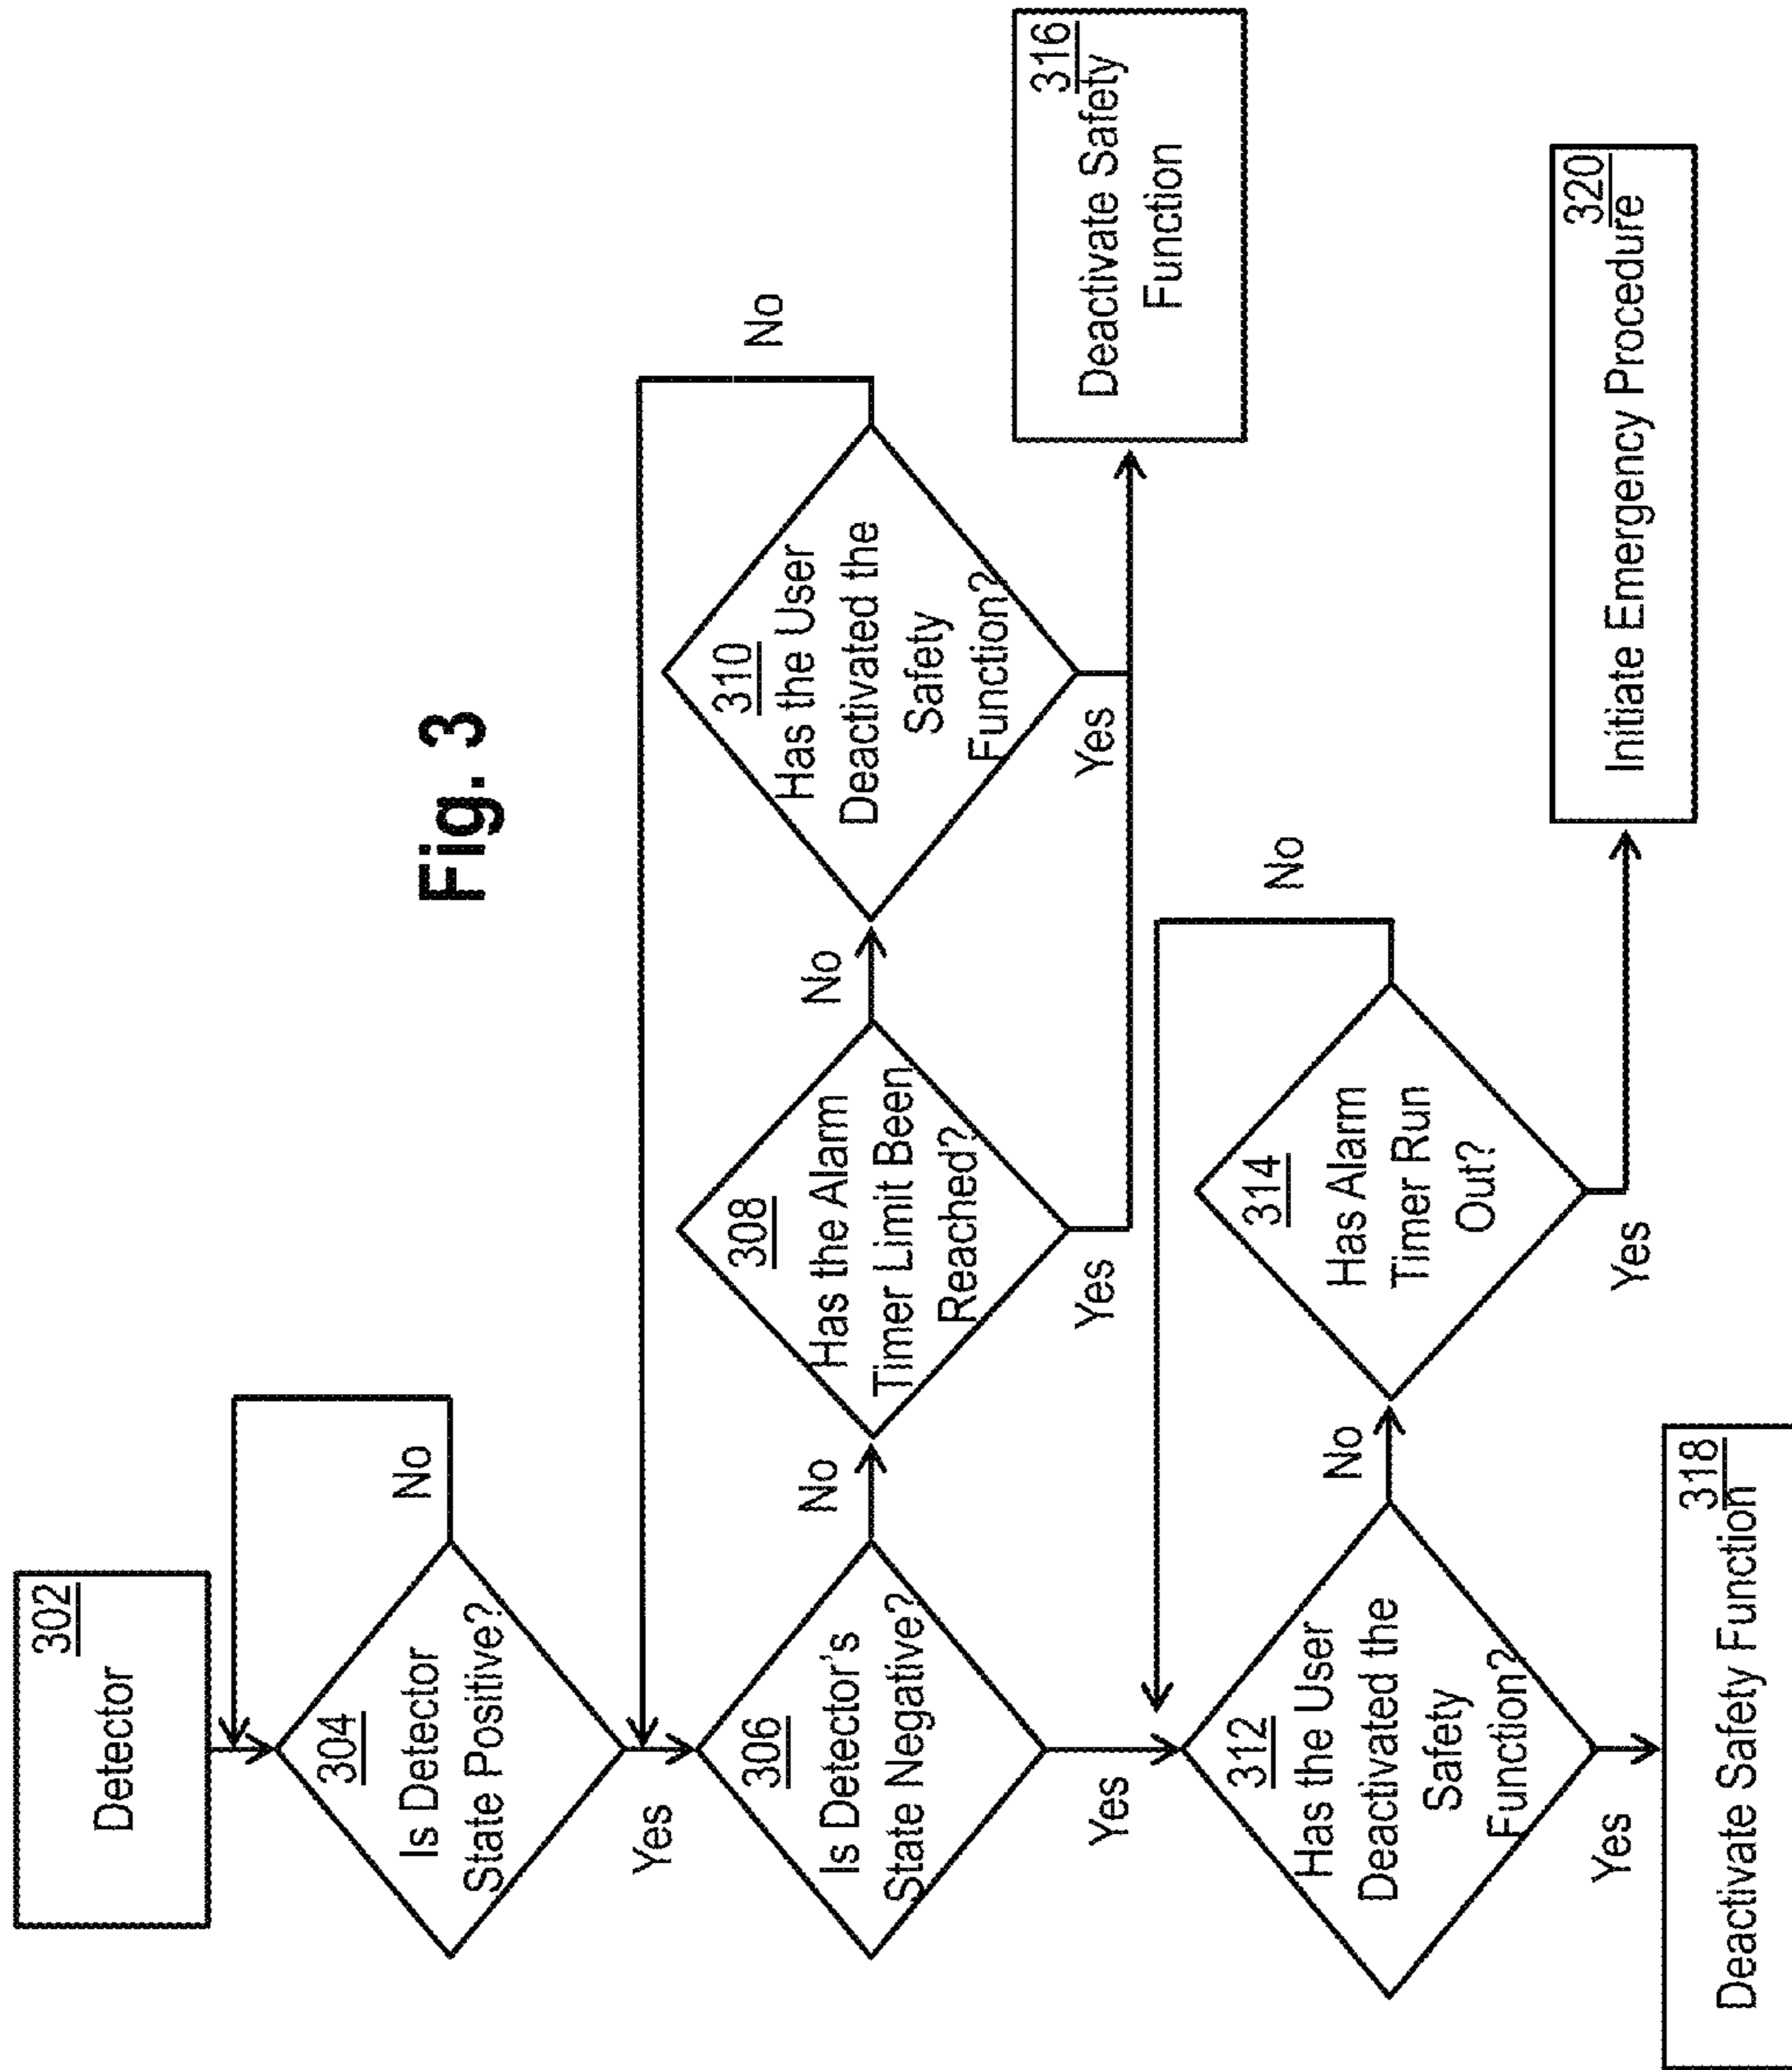 Fig. 3
302
Detector
304
Is Detector
State Positive?
No
Yes
306
Is Detector's
State Negative?
No
308
Has the Alarm
Timer Limit Been
Reached?
No
310
Has the User
Deactivated the
Safety
Function?
No
Yes
Yes
Yes
316
Deactivate Safety
Function
312
Has the User
Deactivated the
Safety
Function?
No
314
Has Alarm
Timer Run
Out?
No
Yes
Yes
320
Initiate Emergency Procedure
318
Deactivate Safety Function